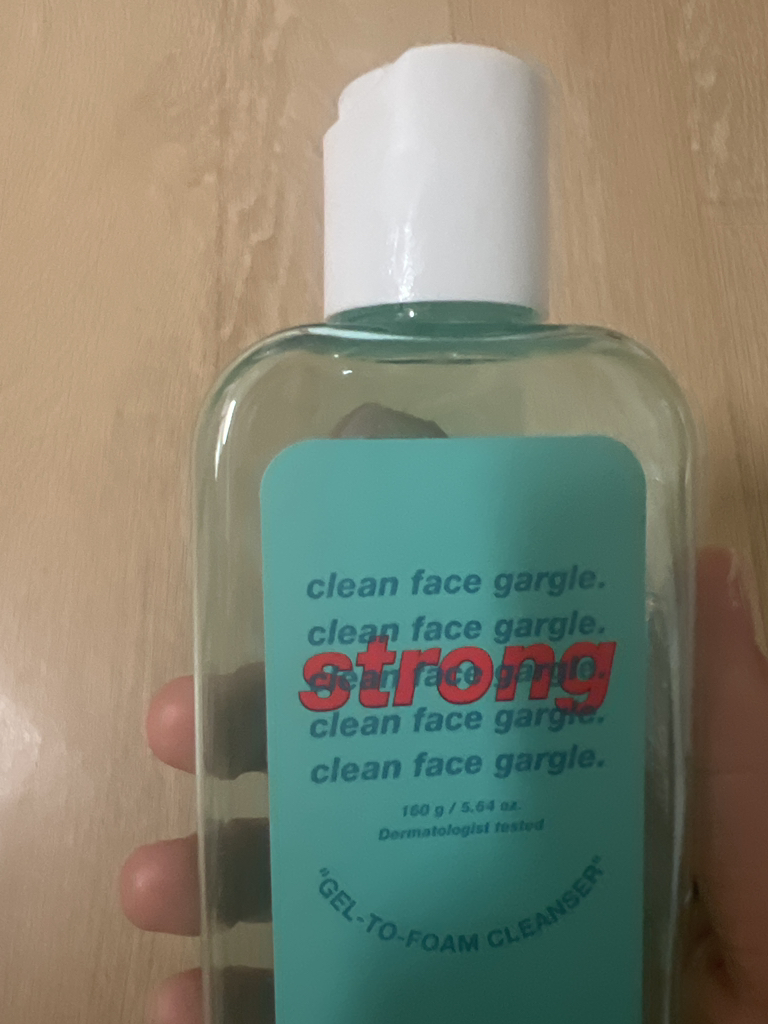 clean face gargle.
clean face gargle.
strong
clean face gargle.
clean face gargle.
clean face gargle.
160 g / 5.64 oz.
Dermatologist tested
"GEL-TO-FOAM CLEANSER"